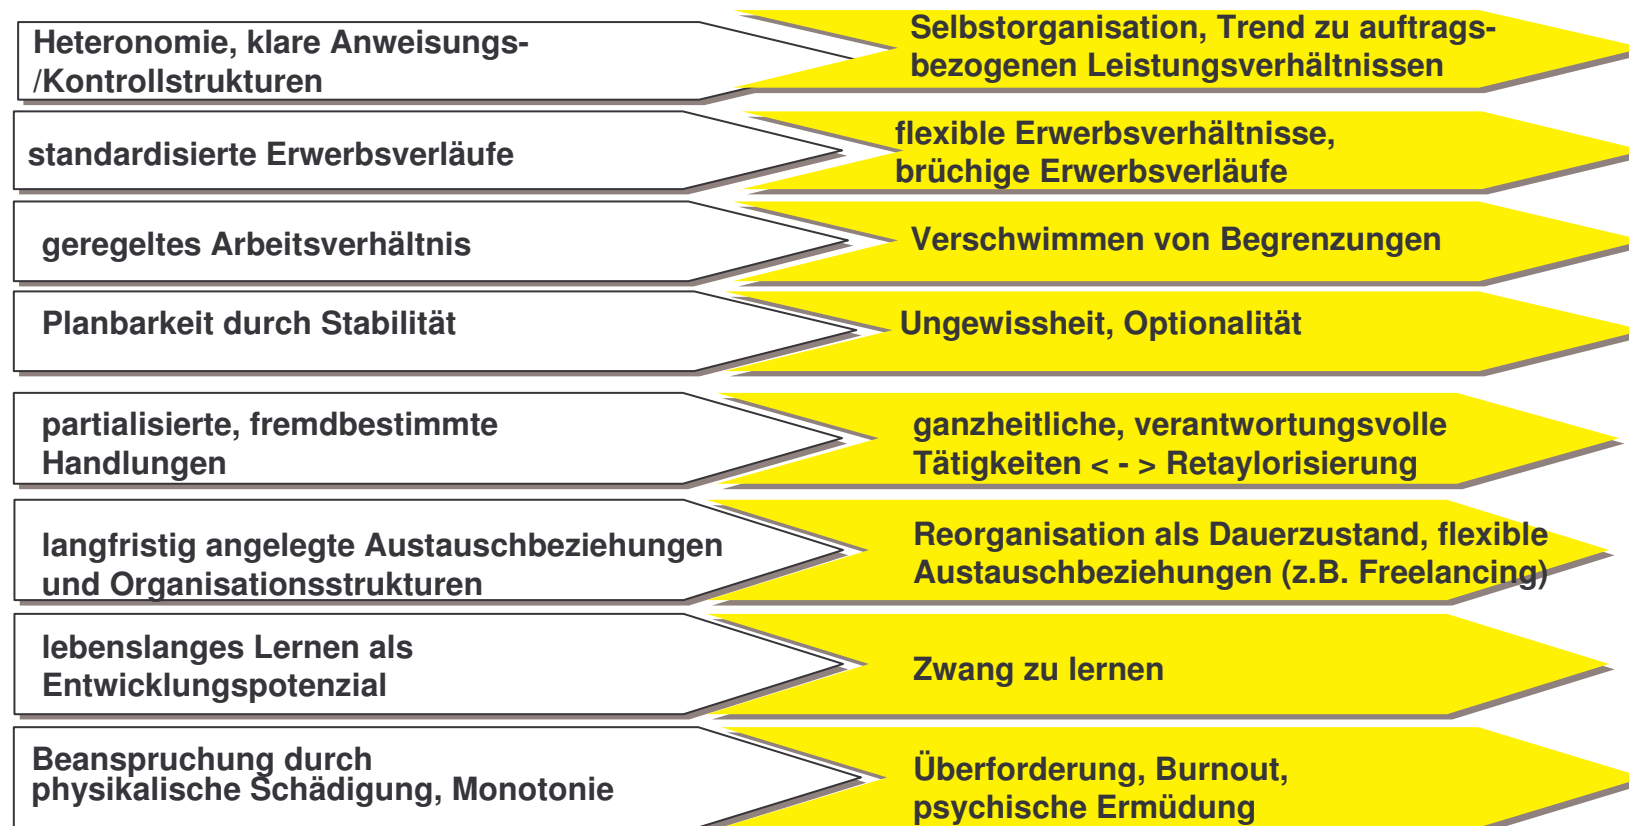 Heteronomie, klare Anweisungs-
/Kontrollstrukturen
Selbstorganisation, Trend zu auftrags-
bezogenen Leistungsverhältnissen
standardisierte Erwerbsverläufe
flexible Erwerbsverhältnisse,
brüchige Erwerbsverläufe
geregeltes Arbeitsverhältnis
Verschwimmen von Begrenzungen
Planbarkeit durch Stabilität
Ungewissheit, Optionalität
partialisierte, fremdbestimmte
Handlungen
ganzheitliche, verantwortungsvolle
Tätigkeiten < - > Retaylorisierung
langfristig angelegte Austauschbeziehungen
und Organisationsstrukturen
Reorganisation als Dauerzustand, flexible
Austauschbeziehungen (z.B. Freelancing)
lebenslanges Lernen als
Entwicklungspotenzial
Zwang zu lernen
Beanspruchung durch
physikalische Schädigung, Monotonie
Überforderung, Burnout,
psychische Ermüdung